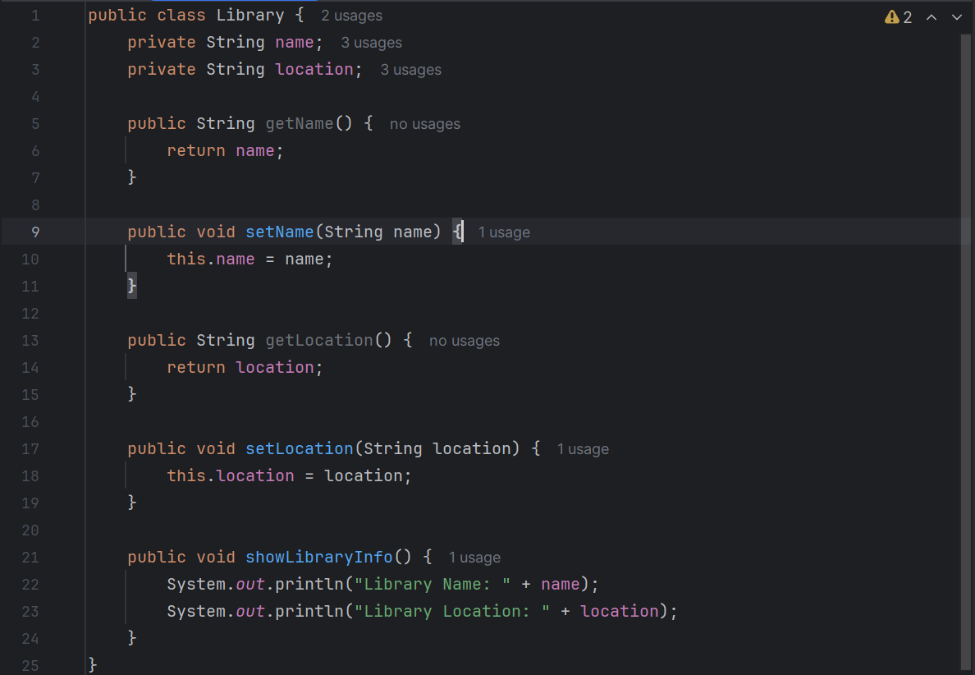 1 public class Library { 2 usages
2 private String name; 3 usages
3 private String location; 3 usages
4
5 public String getName() { no usages
6 return name;
7 }
8
9 public void setName(String name) { 1 usage
10 this.name = name;
11 }
12
13 public String getLocation() { no usages
14 return location;
15 }
16
17 public void setLocation(String location) { 1 usage
18 this.location = location;
19 }
20
21 public void showLibraryInfo() { 1 usage
22 System.out.println("Library Name: " + name);
23 System.out.println("Library Location: " + location);
24 }
25 }
2